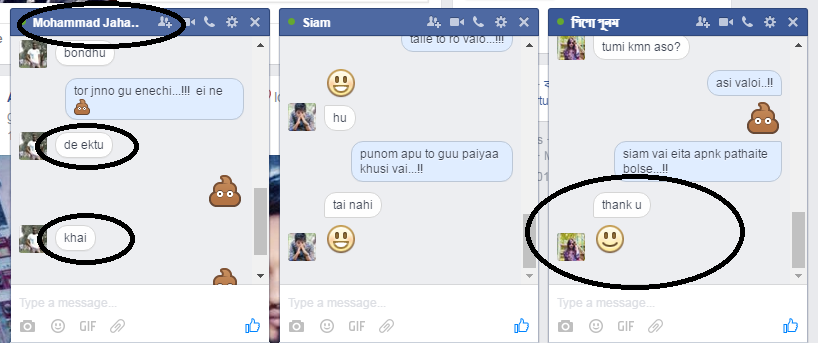 Mohammad Jaha..
bondhu
tor jnno gu enechi...!!! ei ne
de ektu
khai
Type a message...
GIF
Siam
taile to ro valo...!!!
hu
punom apu to guu paiyaa
khusi vai...!!
tai nahi
Type a message...
GIF
tumi kmn aso?
asi valoi..!!
siam vai eita apnk pathaite
bolse...!!
thank u
Type a message...
GIF